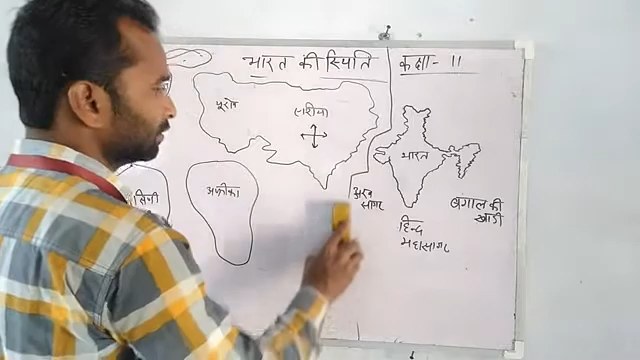 भारत की स्थिति
कक्षा - 11
यूरोप
एशिया
अफ्रीका
भारत
अरब
सागर
बंगाल की
खाड़ी
हिन्द
महासागर